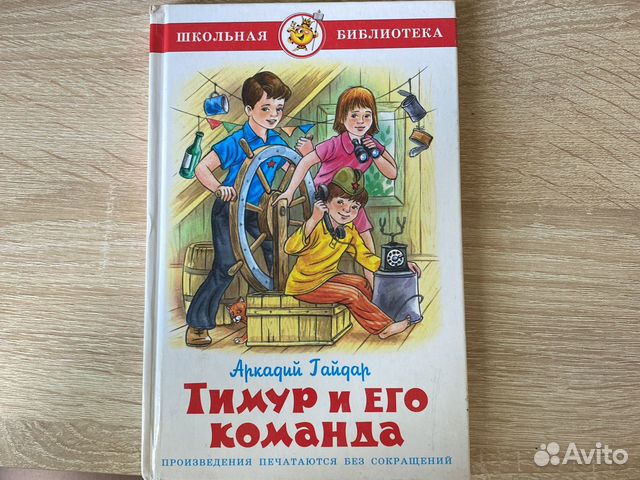 ШКОЛЬНАЯ БИБЛИОТЕКА
Аркадий Гайдар
ТИМУР И ЕГО
КОМАНДА
ПРОИЗВЕДЕНИЯ ПЕЧАТАЮТСЯ БЕЗ СОКРАЩЕНИЙ
Avito